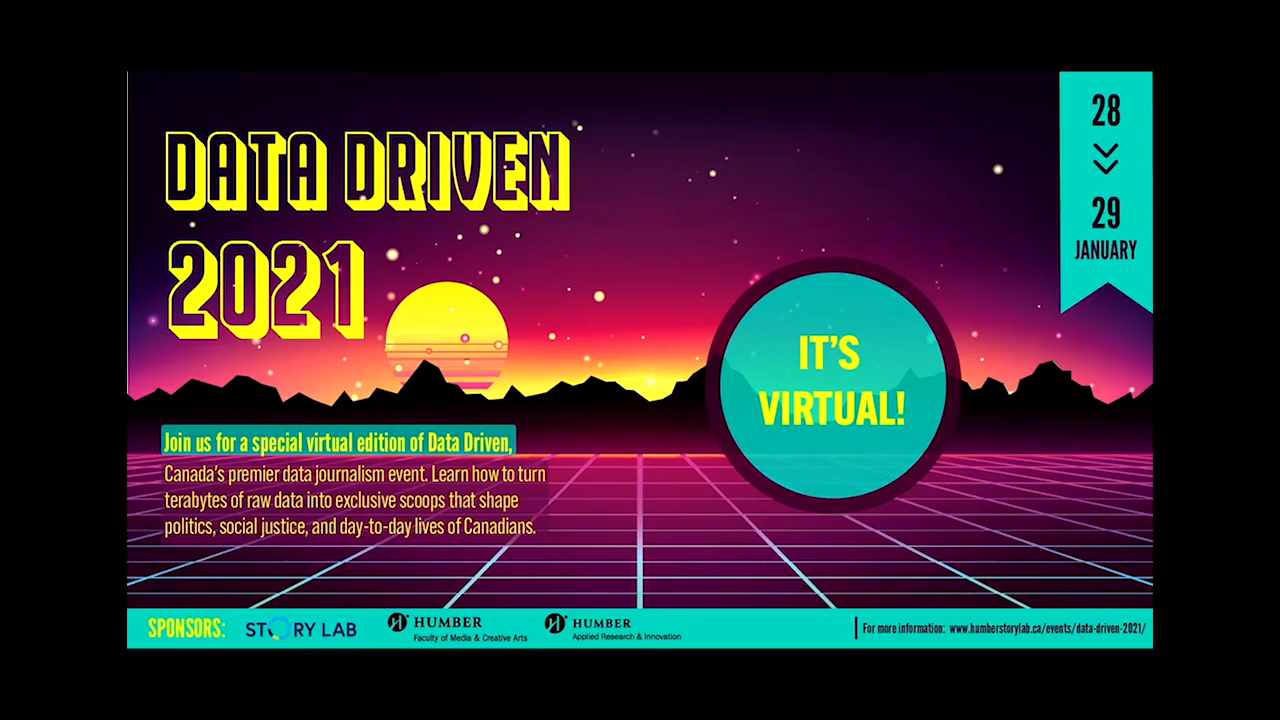 DATA DRIVEN
2021
28
29
JANUARY
IT'S
VIRTUAL!
Join us for a special virtual edition of Data Driven,
Canada's premier data journalism event. Learn how to turn
terabytes of raw data into exclusive scoops that shape
politics, social justice, and day-to-day lives of Canadians.
SPONSORS:
STORY LAB
HUMBER
Faculty of Media & Creative Arts
HUMBER
Applied Research & Innovation
For more information: www.humberstorylab.ca/events/data-driven-2021/